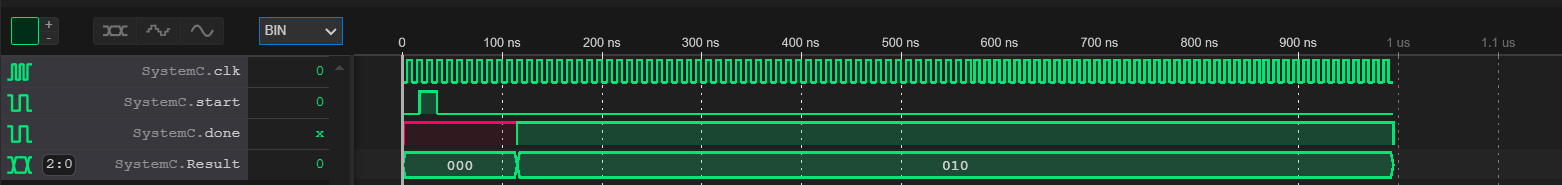 +
-
BIN
0 100 ns 200 ns 300 ns 400 ns 500 ns 600 ns 700 ns 800 ns 900 ns 1 us 1.1 us
SystemC.clk 0
SystemC.start 0
SystemC.done x
2:0 SystemC.Result 0 000 010